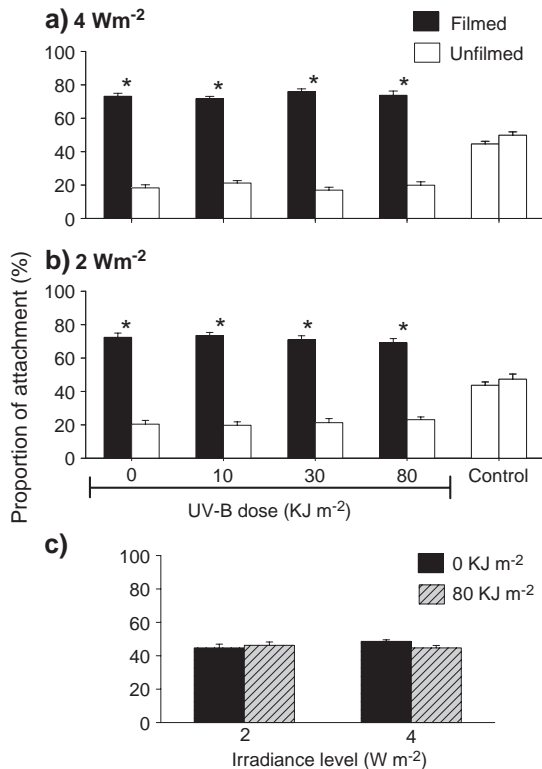 a) 4 Wm-2
Filmed
Unfilmed
100
80
60
40
20
0
* * * *
b) 2 Wm-2
100
80
60
40
20
0
* * * *
0 10 30 80 Control
UV-B dose (KJ m-2)
Proportion of attachment (%)
c)
0 KJ m-2
80 KJ m-2
100
80
60
40
20
0
2 4
Irradiance level (W m-2)